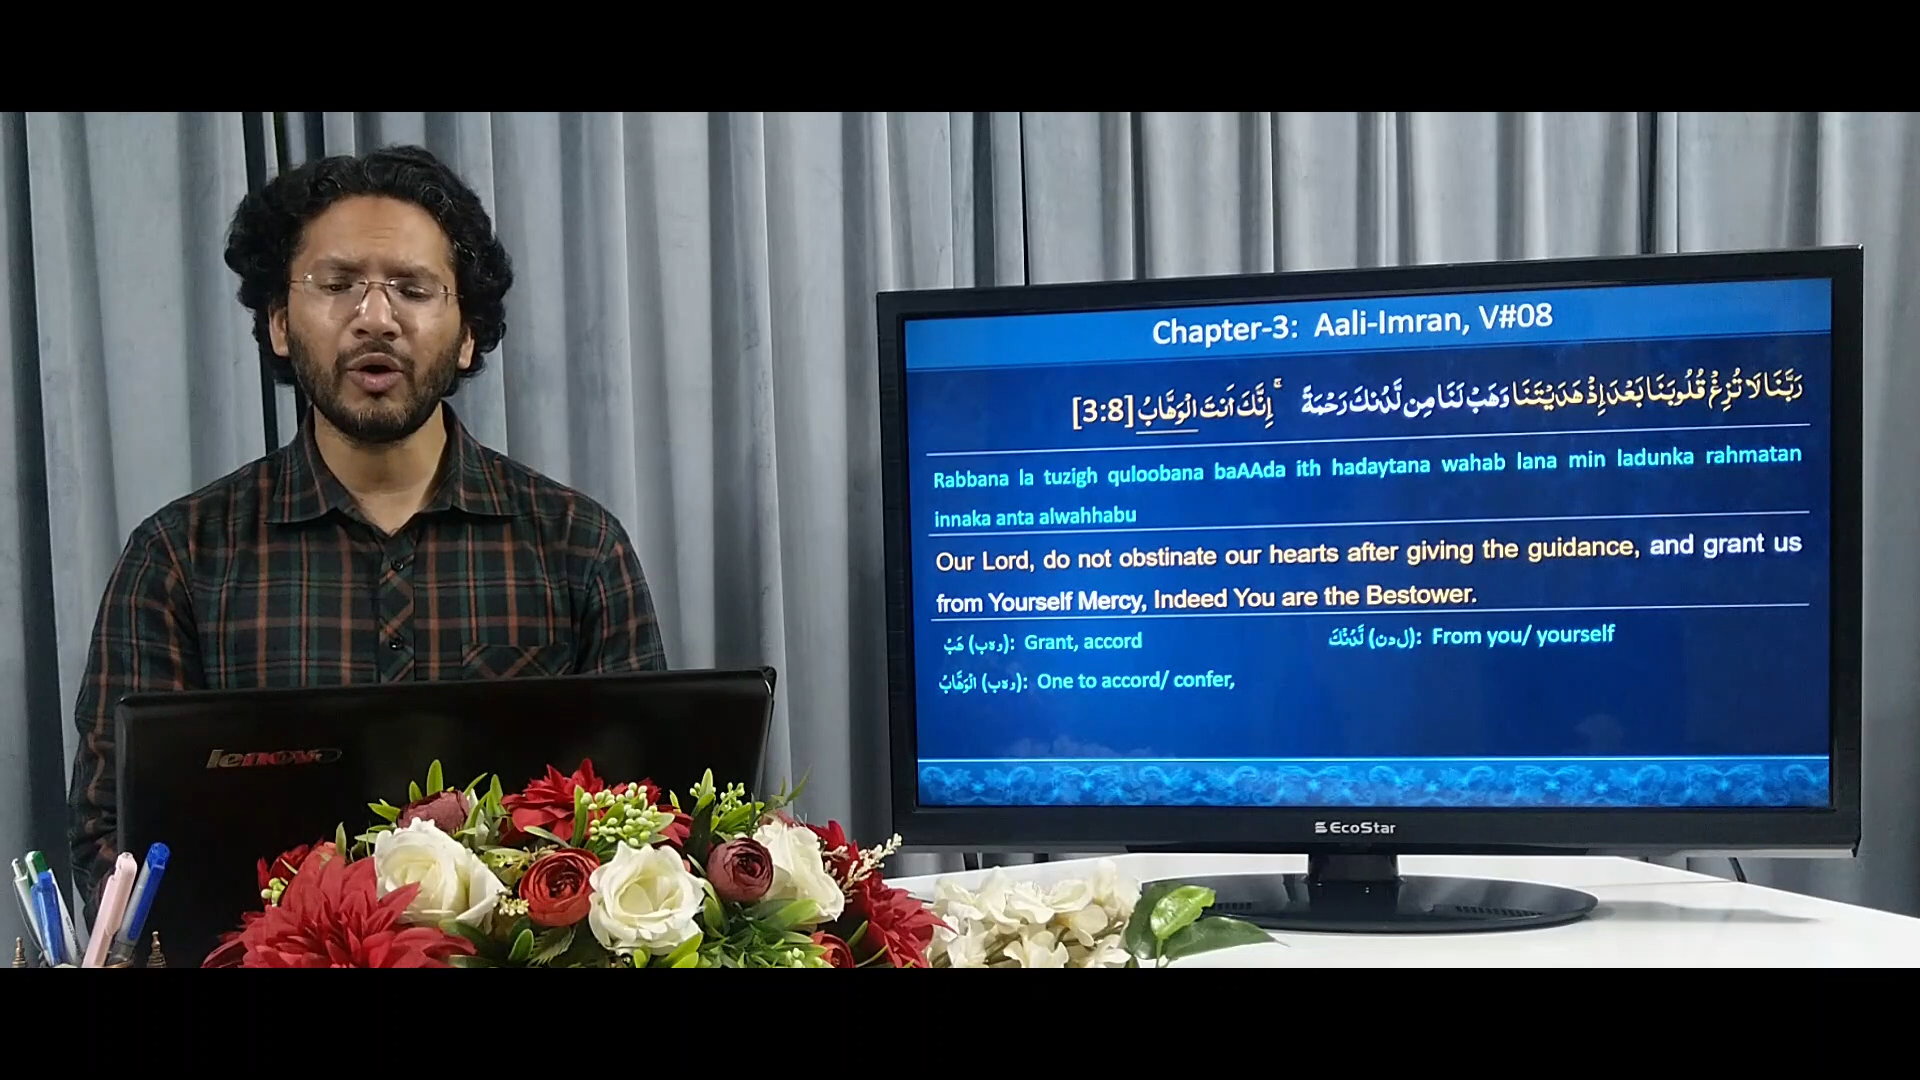 Chapter-3: Aali-Imran, V#08
رَبَّنَا لَا تُزِغْ قُلُوبَنَا بَعْدَ إِذْ هَدَيْتَنَا وَهَبْ لَنَا مِن لَّدُنكَ رَحْمَةً ۚ إِنَّكَ أَنتَ الْوَهَّابُ [3:8]
Rabbana la tuzigh quloobana baAAda ith hadaytana wahab lana min ladunka rahmatan
innaka anta alwahhabu
Our Lord, do not obstinate our hearts after giving the guidance, and grant us
from Yourself Mercy, Indeed You are the Bestower.
هَبْ (وهب): Grant, accord
لَّدُنْكَ (لدن): From you/ yourself
الْوَهَّابُ (وهب): One to accord/ confer,
EcoStar
lenovo